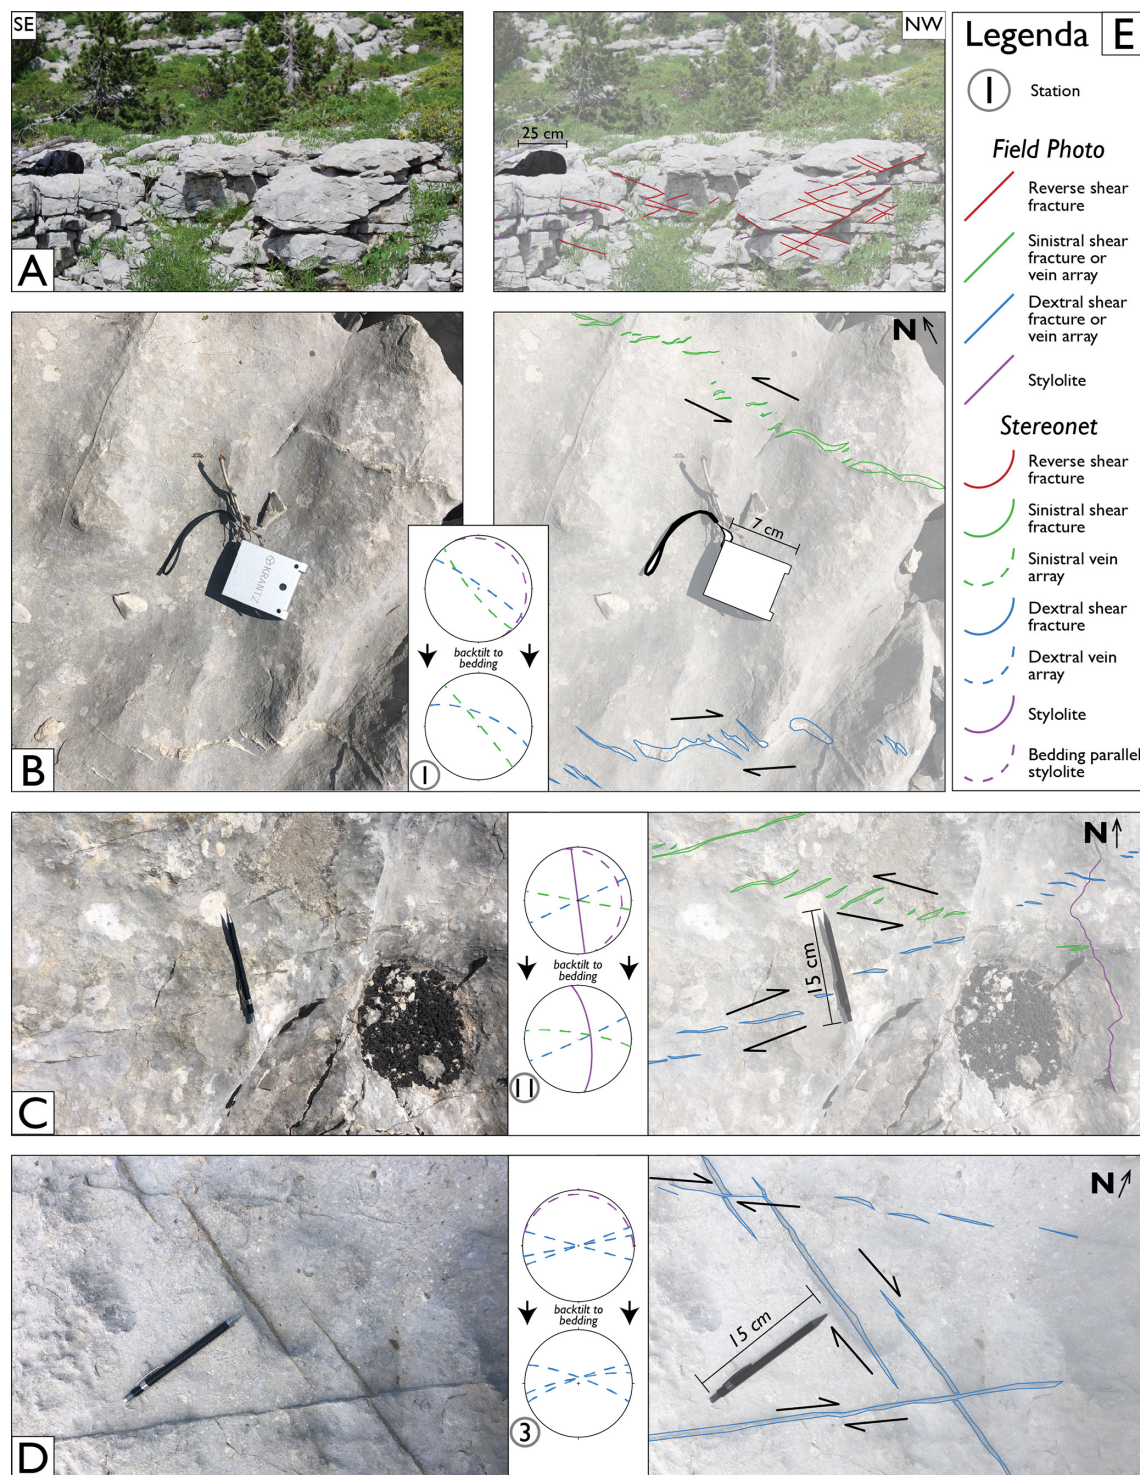 SE
NW
25 cm
A
Legenda
E
1
Station
Field Photo
Reverse shear
fracture
Sinistral shear
fracture or
vein array
Dextral shear
fracture or
vein array
Stylolite
Stereonet
Reverse shear
fracture
Sinistral shear
fracture
Sinistral vein
array
Dextral shear
fracture
Dextral vein
array
Stylolite
Bedding parallel
stylolite
KRANTZ
B
backtilt to
bedding
1
N
7 cm
C
backtilt to
bedding
11
N
15 cm
D
backtilt to
bedding
3
N
15 cm